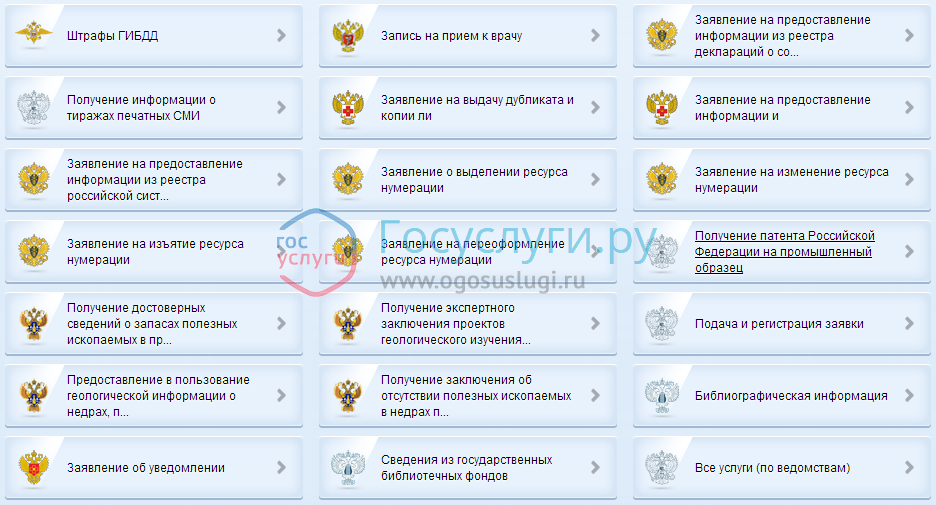 Штрафы ГИБДД
Запись на прием к врачу
Заявление на предоставление
информации из реестра
деклараций о со...
Получение информации о
тиражах печатных СМИ
Заявление на выдачу дубликата и
копии ли
Заявление на предоставление
информации и
Заявление на предоставление
информации из реестра
российской сист...
Заявление о выделении ресурса
нумерации
Заявление на изменение ресурса
нумерации
Заявление на изъятие ресурса
нумерации
Заявление на переоформление
ресурса нумерации
Получение патента Российской
Федерации на промышленный
образец
гос
услуги
Госуслуги.ру
www.ogosuslugi.ru
Получение достоверных
сведений о запасах полезных
ископаемых в пр...
Получение экспертного
заключения проектов
геологического изучения...
Подача и регистрация заявки
Предоставление в пользование
геологической информации о
недрах, п...
Получение заключения об
отсутствии полезных ископаемых
в недрах п...
Библиографическая информация
Заявление об уведомлении
Сведения из государственных
библиотечных фондов
Все услуги (по ведомствам)